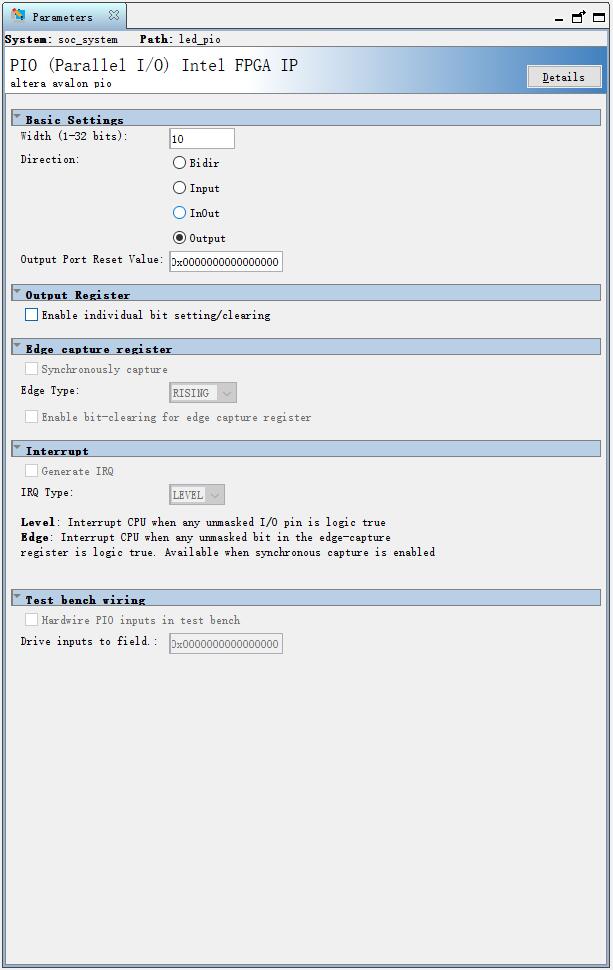 Parameters
System: soc_system Path: led_pio
PIO (Parallel I/O) Intel FPGA IP
altera_avalon_pio
Details
Basic Settings
Width (1-32 bits): 10
Direction:
Bidir
Input
InOut
Output
Output Port Reset Value: 0x0000000000000000
Output Register
Enable individual bit setting/clearing
Edge capture register
Synchronously capture
Edge Type: RISING
Enable bit-clearing for edge capture register
Interrupt
Generate IRQ
IRQ Type: LEVEL
Level: Interrupt CPU when any unmasked I/O pin is logic true
Edge: Interrupt CPU when any unmasked bit in the edge-capture
register is logic true. Available when synchronous capture is enabled
Test bench wiring
Hardwire PIO inputs in test bench
Drive inputs to field.: 0x0000000000000000